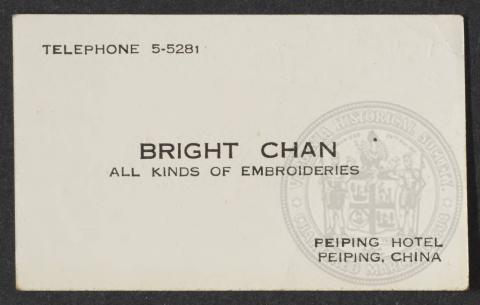 TELEPHONE 5-5281
BRIGHT CHAN
ALL KINDS OF EMBROIDERIES
PEIPING HOTEL
PEIPING, CHINA